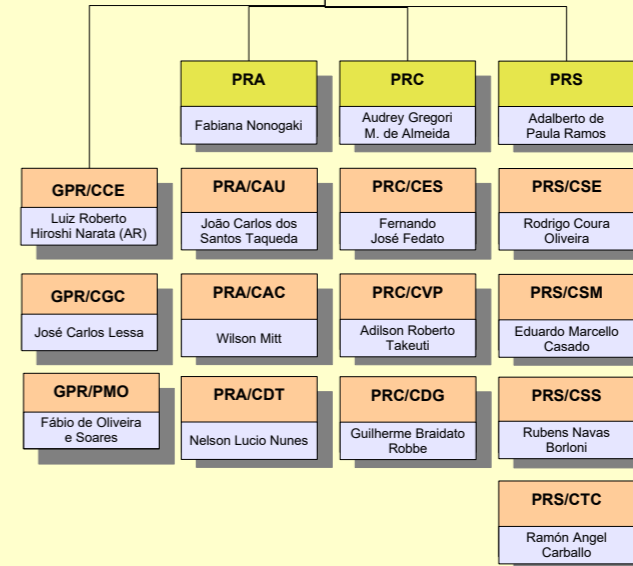 PRA
Fabiana Nonogaki
PRC
Audrey Gregori
M. de Almeida
PRS
Adalberto de
Paula Ramos
GPR/CCE
Luiz Roberto
Hiroshi Narata (AR)
PRA/CAU
João Carlos dos
Santos Taqueda
PRC/CES
Fernando
José Fedato
PRS/CSE
Rodrigo Coura
Oliveira
GPR/CGC
José Carlos Lessa
PRA/CAC
Wilson Mitt
PRC/CVP
Adilson Roberto
Takeuti
PRS/CSM
Eduardo Marcello
Casado
GPR/PMO
Fábio de Oliveira
e Soares
PRA/CDT
Nelson Lucio Nunes
PRC/CDG
Guilherme Braidato
Robbe
PRS/CSS
Rubens Navas
Borloni
PRS/CTC
Ramón Angel
Carballo